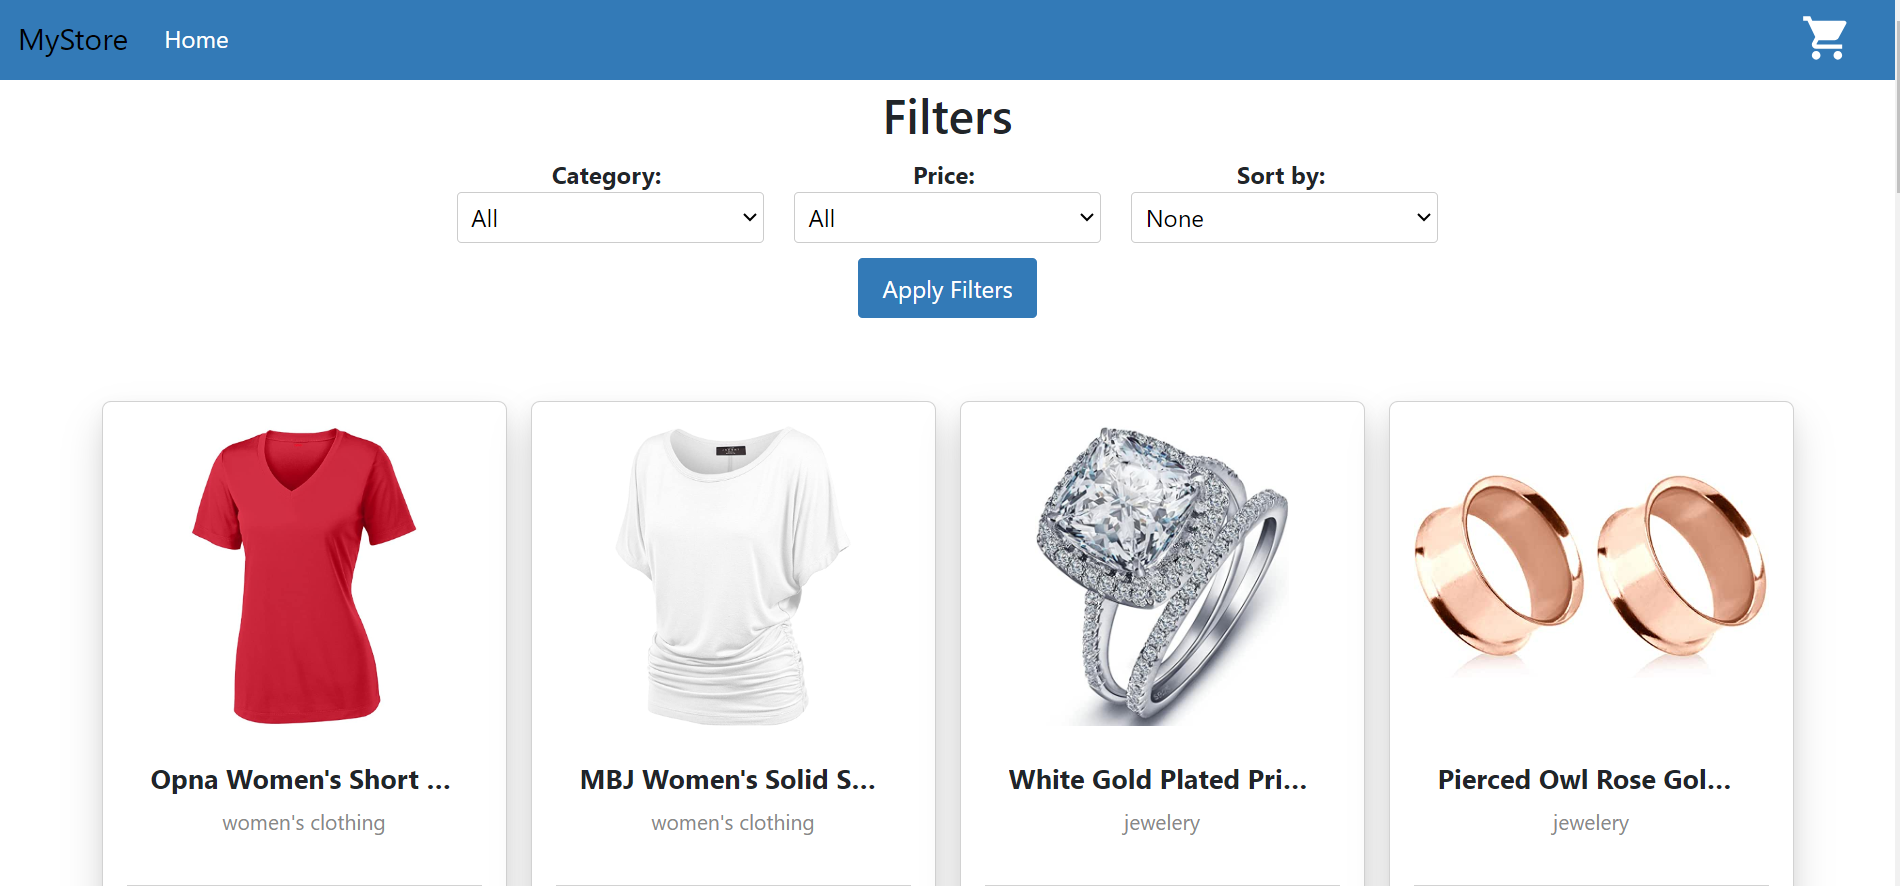 MyStore Home
Filters
Category: Price: Sort by:
All All None
Apply Filters
Opna Women's Short ... MBJ Women's Solid S... White Gold Plated Pri... Pierced Owl Rose Gol...
women's clothing women's clothing jewelery jewelery